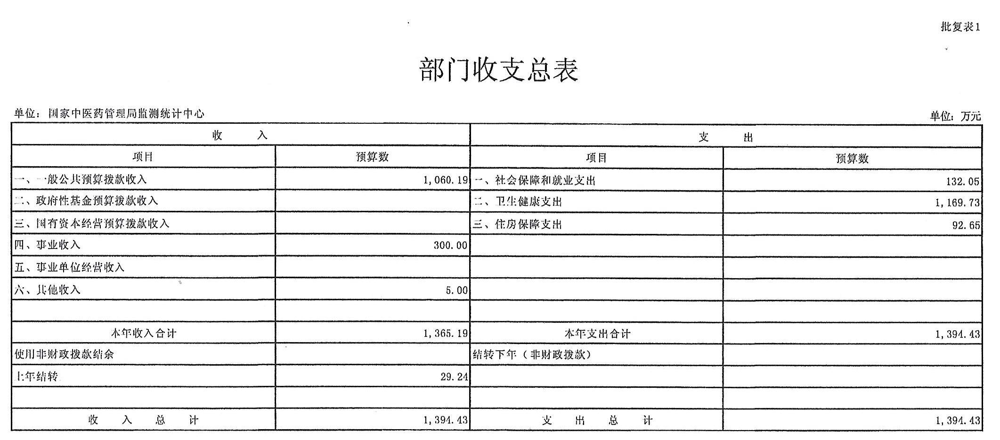 批复表1
部门收支总表
单位：国家中医药管理局监测统计中心 单位：万元
收 入 支 出
项目 预算数 项目 预算数
一、一般公共预算拨款收入 1,060.19 一、社会保障和就业支出 132.05
二、政府性基金预算拨款收入 二、卫生健康支出 1,169.73
三、国有资本经营预算拨款收入 三、住房保障支出 92.65
四、事业收入 300.00
五、事业单位经营收入
六、其他收入 5.00
本年收入合计 1,365.19 本年支出合计 1,394.43
使用非财政拨款结余 结转下年（非财政拨款）
上年结转 29.24
收 入 总 计 1,394.43 支 出 总 计 1,394.43